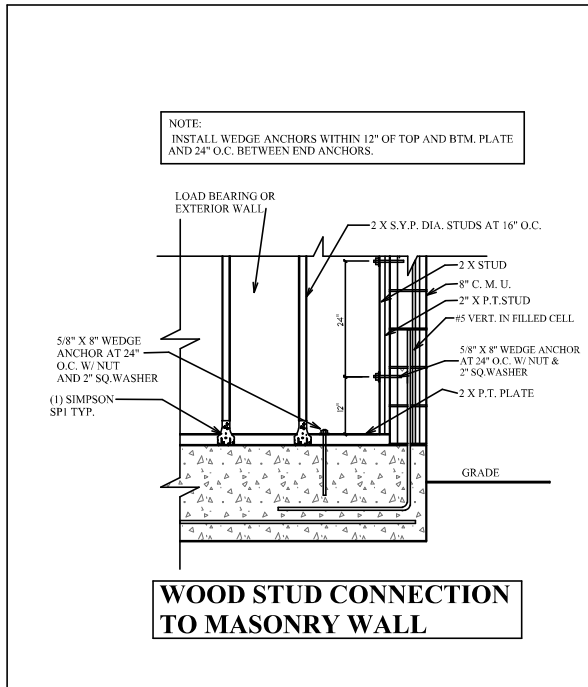 NOTE:
INSTALL WEDGE ANCHORS WITHIN 12" OF TOP AND BTM. PLATE
AND 24" O.C. BETWEEN END ANCHORS.
LOAD BEARING OR
EXTERIOR WALL
2 X S.Y.P. DIA. STUDS AT 16" O.C.
2 X STUD
8" C. M. U.
2" X P.T.STUD
#5 VERT. IN FILLED CELL
5/8" X 8" WEDGE ANCHOR
AT 24" O.C. W/ NUT &
2" SQ.WASHER
2 X P.T. PLATE
24"
12"
5/8" X 8" WEDGE
ANCHOR AT 24"
O.C. W/ NUT
AND 2" SQ.WASHER
(1) SIMPSON
SP1 TYP.
GRADE
WOOD STUD CONNECTION
TO MASONRY WALL